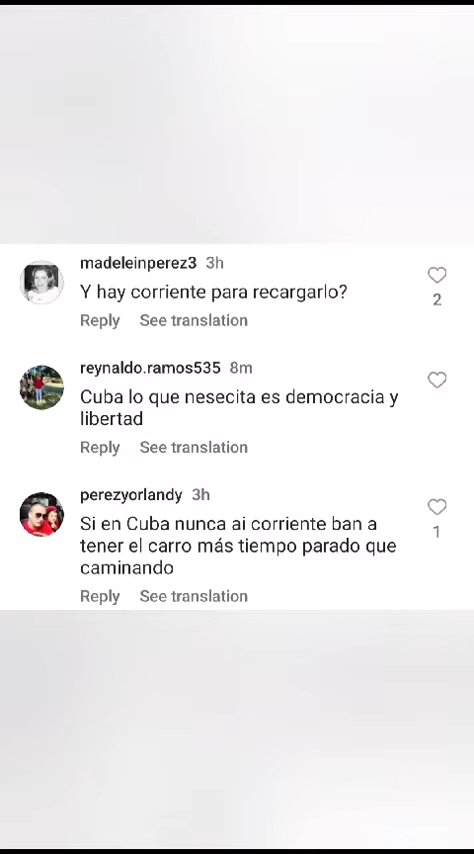 madeleinperez3 3h
Y hay corriente para recargarlo?
2
Reply See translation
reynaldo.ramos535 8m
Cuba lo que nesecita es democracia y
libertad
Reply See translation
perezyorlandy 3h
Si en Cuba nunca ai corriente ban a
tener el carro más tiempo parado que
caminando
1
Reply See translation